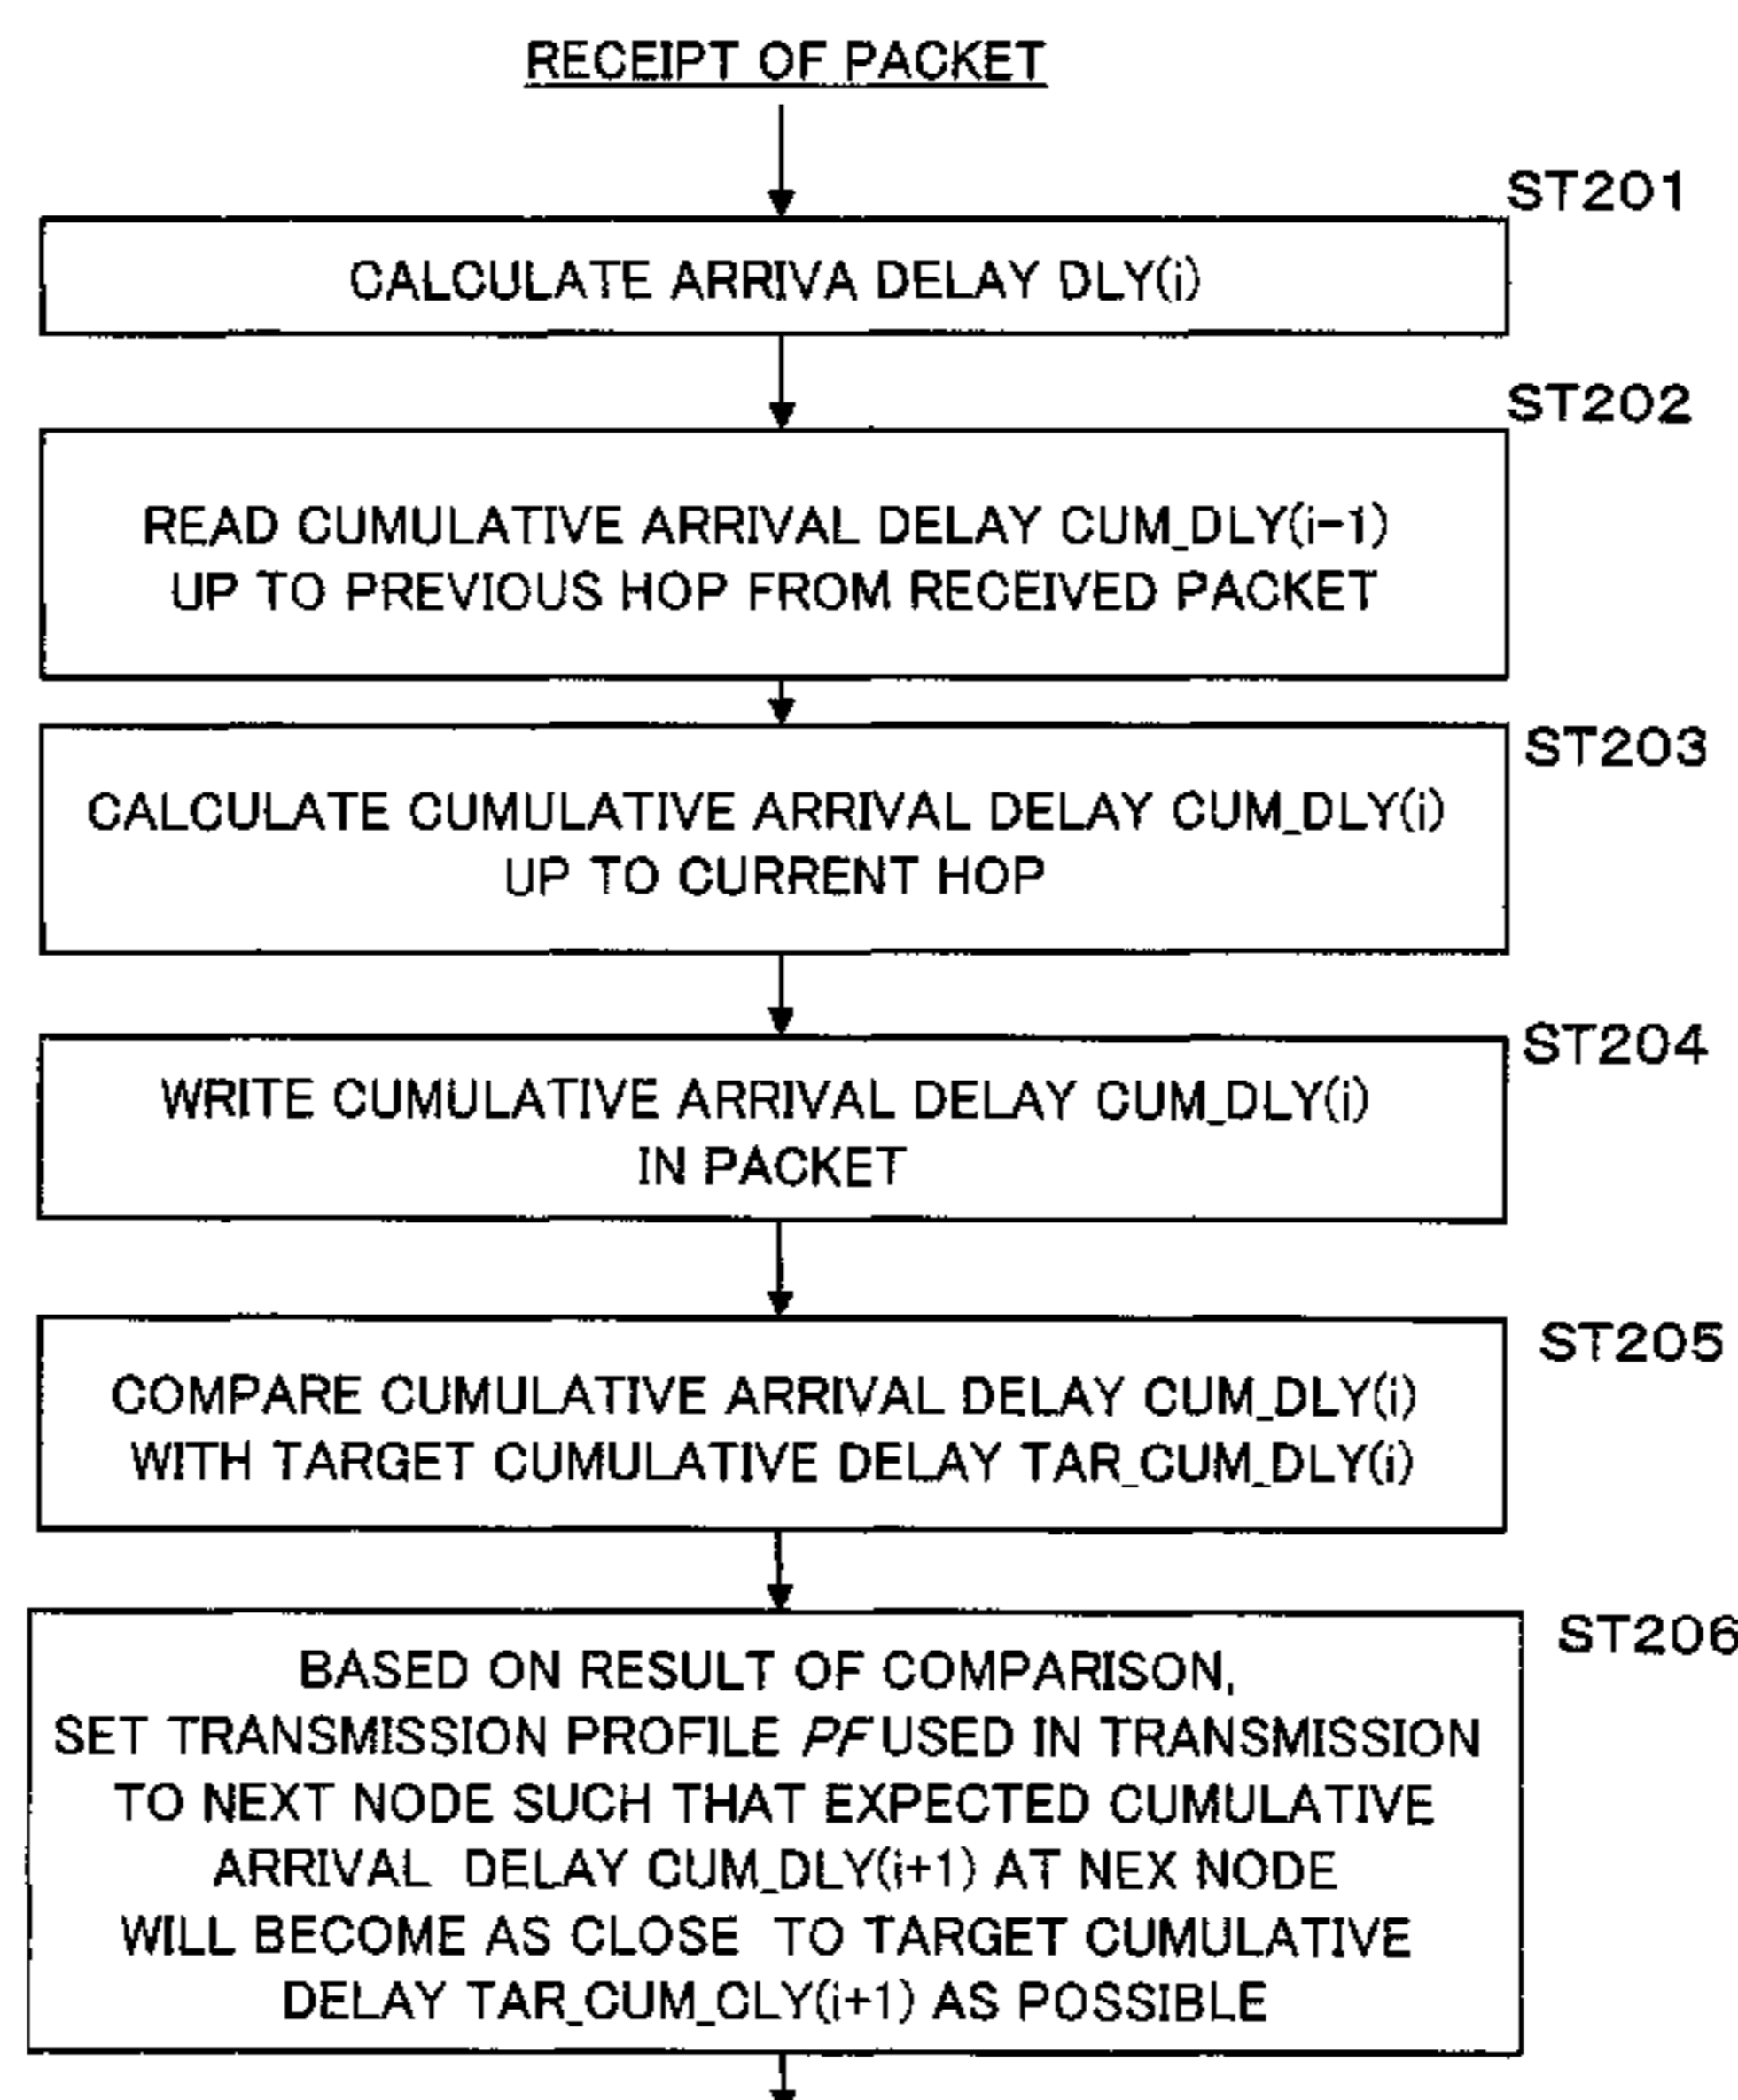 RECEIPT OF PACKET
ST201
CALCULATE ARRIVA DELAY DLY(i)
ST202
READ CUMULATIVE ARRIVAL DELAY CUM_DLY(i-1)
UP TO PREVIOUS HOP FROM RECEIVED PACKET
ST203
CALCULATE CUMULATIVE ARRIVAL DELAY CUM_DLY(i)
UP TO CURRENT HOP
ST204
WRITE CUMULATIVE ARRIVAL DELAY CUM_DLY(i)
IN PACKET
ST205
COMPARE CUMULATIVE ARRIVAL DELAY CUM_DLY(i)
WITH TARGET CUMULATIVE DELAY TAR_CUM_DLY(i)
ST206
BASED ON RESULT OF COMPARISON,
SET TRANSMISSION PROFILE PF USED IN TRANSMISSION
TO NEXT NODE SUCH THAT EXPECTED CUMULATIVE
ARRIVAL DELAY CUM_DLY(i+1) AT NEX NODE
WILL BECOME AS CLOSE TO TARGET CUMULATIVE
DELAY TAR_CUM_CLY(i+1) AS POSSIBLE